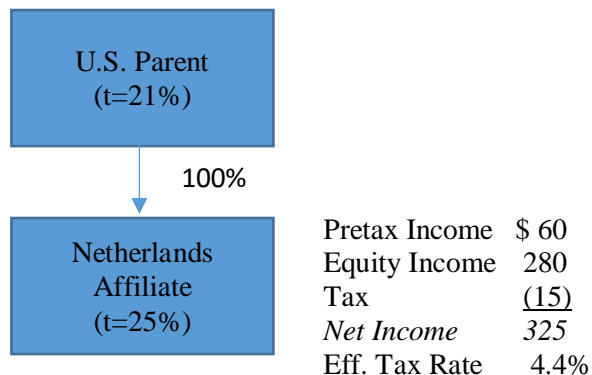 U.S. Parent
(t=21%)
100%
Netherlands
Affiliate
(t=25%)
Pretax Income $ 60
Equity Income 280
Tax (15)
Net Income 325
Eff. Tax Rate 4.4%